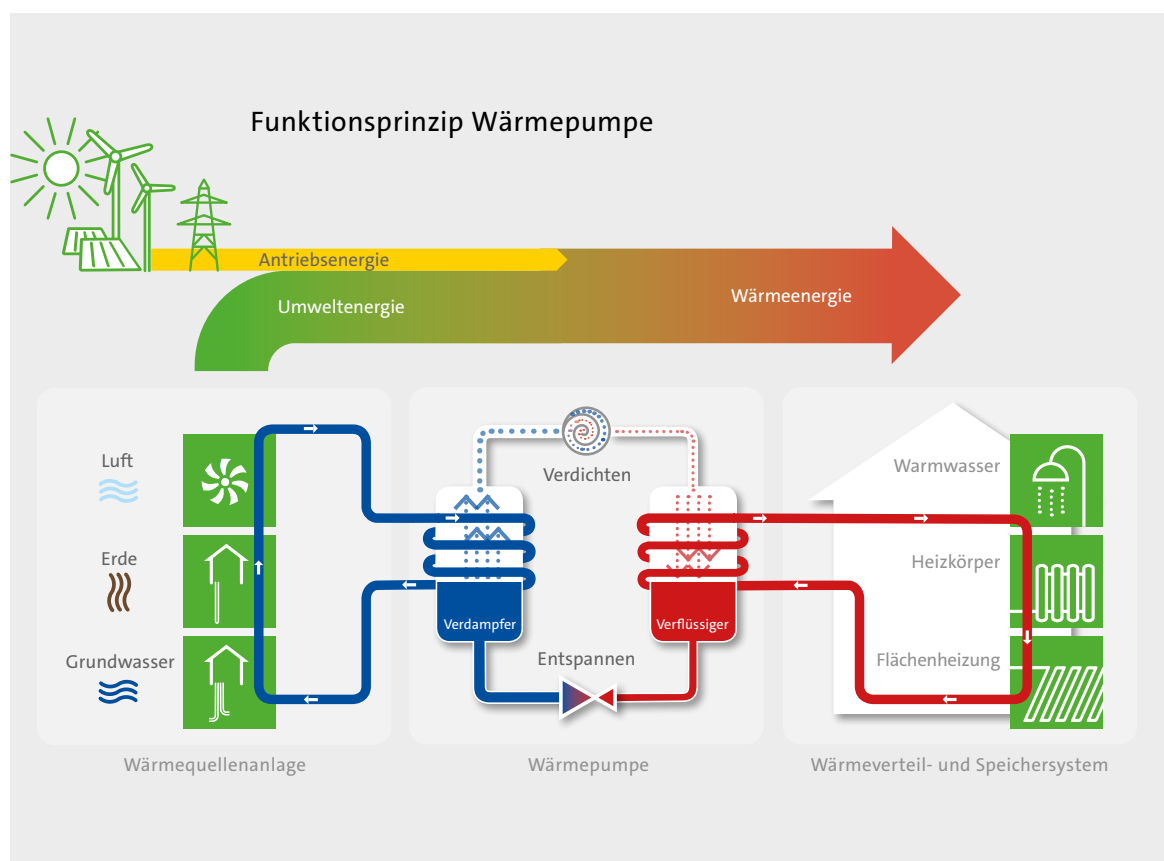 Funktionsprinzip Wärmepumpe
Antriebsenergie
Umweltenergie
Wärmeenergie
Luft
Erde
Grundwasser
Wärmequellenanlage
Verdichten
Verdampfer
Verflüssiger
Entspannen
Wärmepumpe
Warmwasser
Heizkörper
Flächenheizung
Wärmeverteil- und Speichersystem